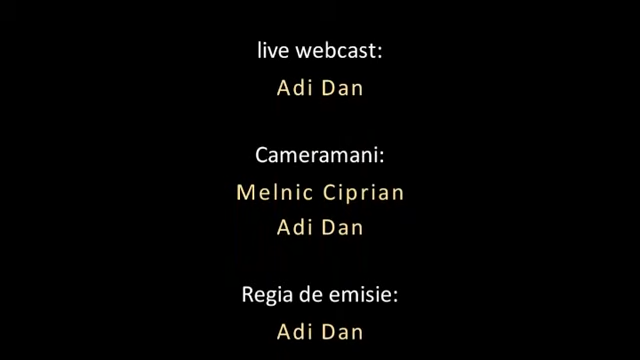 live webcast:
Adi Dan
Cameramani:
Melnic Ciprian
Adi Dan
Regia de emisie:
Adi Dan